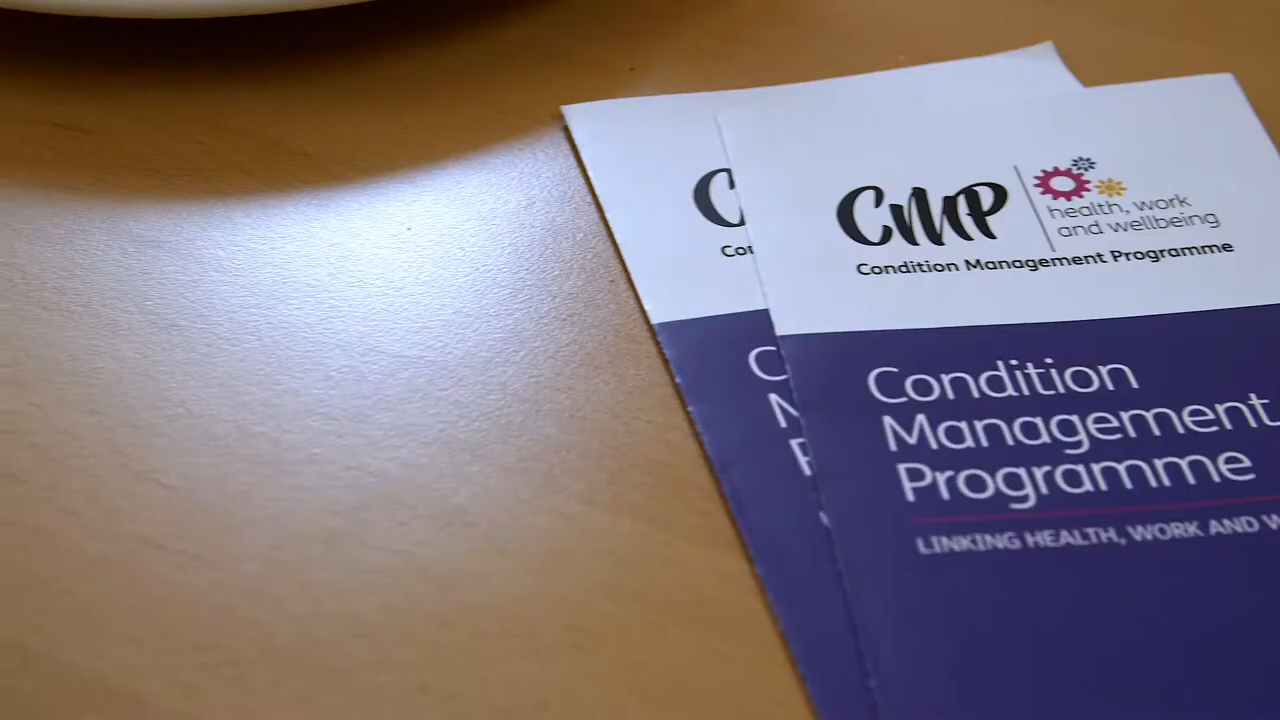 CMP
health, work
and wellbeing
Condition Management Programme
Condition
Management
Programme
LINKING HEALTH, WORK AND
C